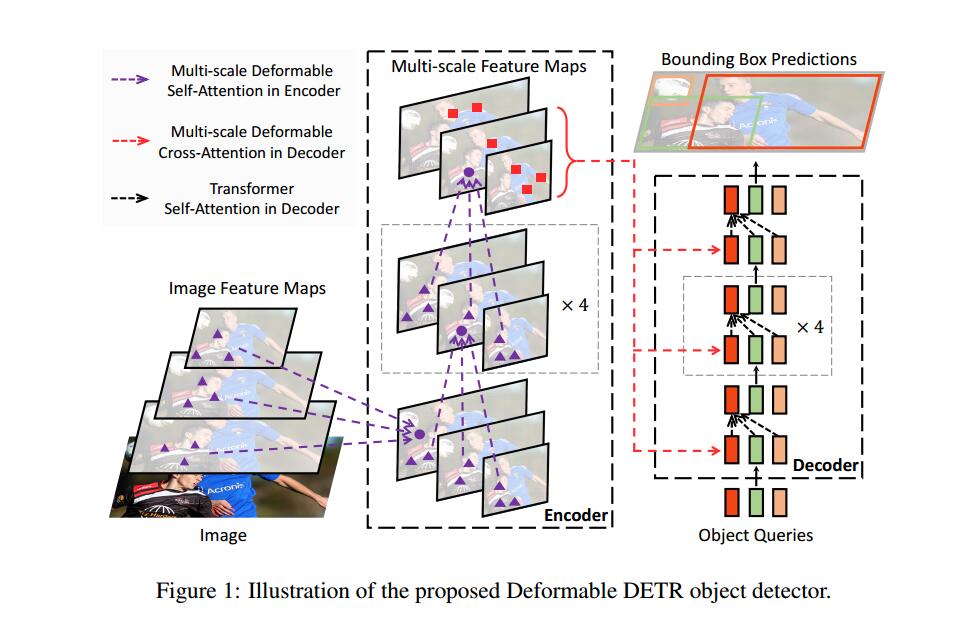 Multi-scale Deformable
Self-Attention in Encoder
Multi-scale Deformable
Cross-Attention in Decoder
Transformer
Self-Attention in Decoder
Multi-scale Feature Maps
Bounding Box Predictions
Acronis
Image Feature Maps
× 4
× 4
Acronis
Encoder
Decoder
Image
Object Queries
Figure 1: Illustration of the proposed Deformable DETR object detector.